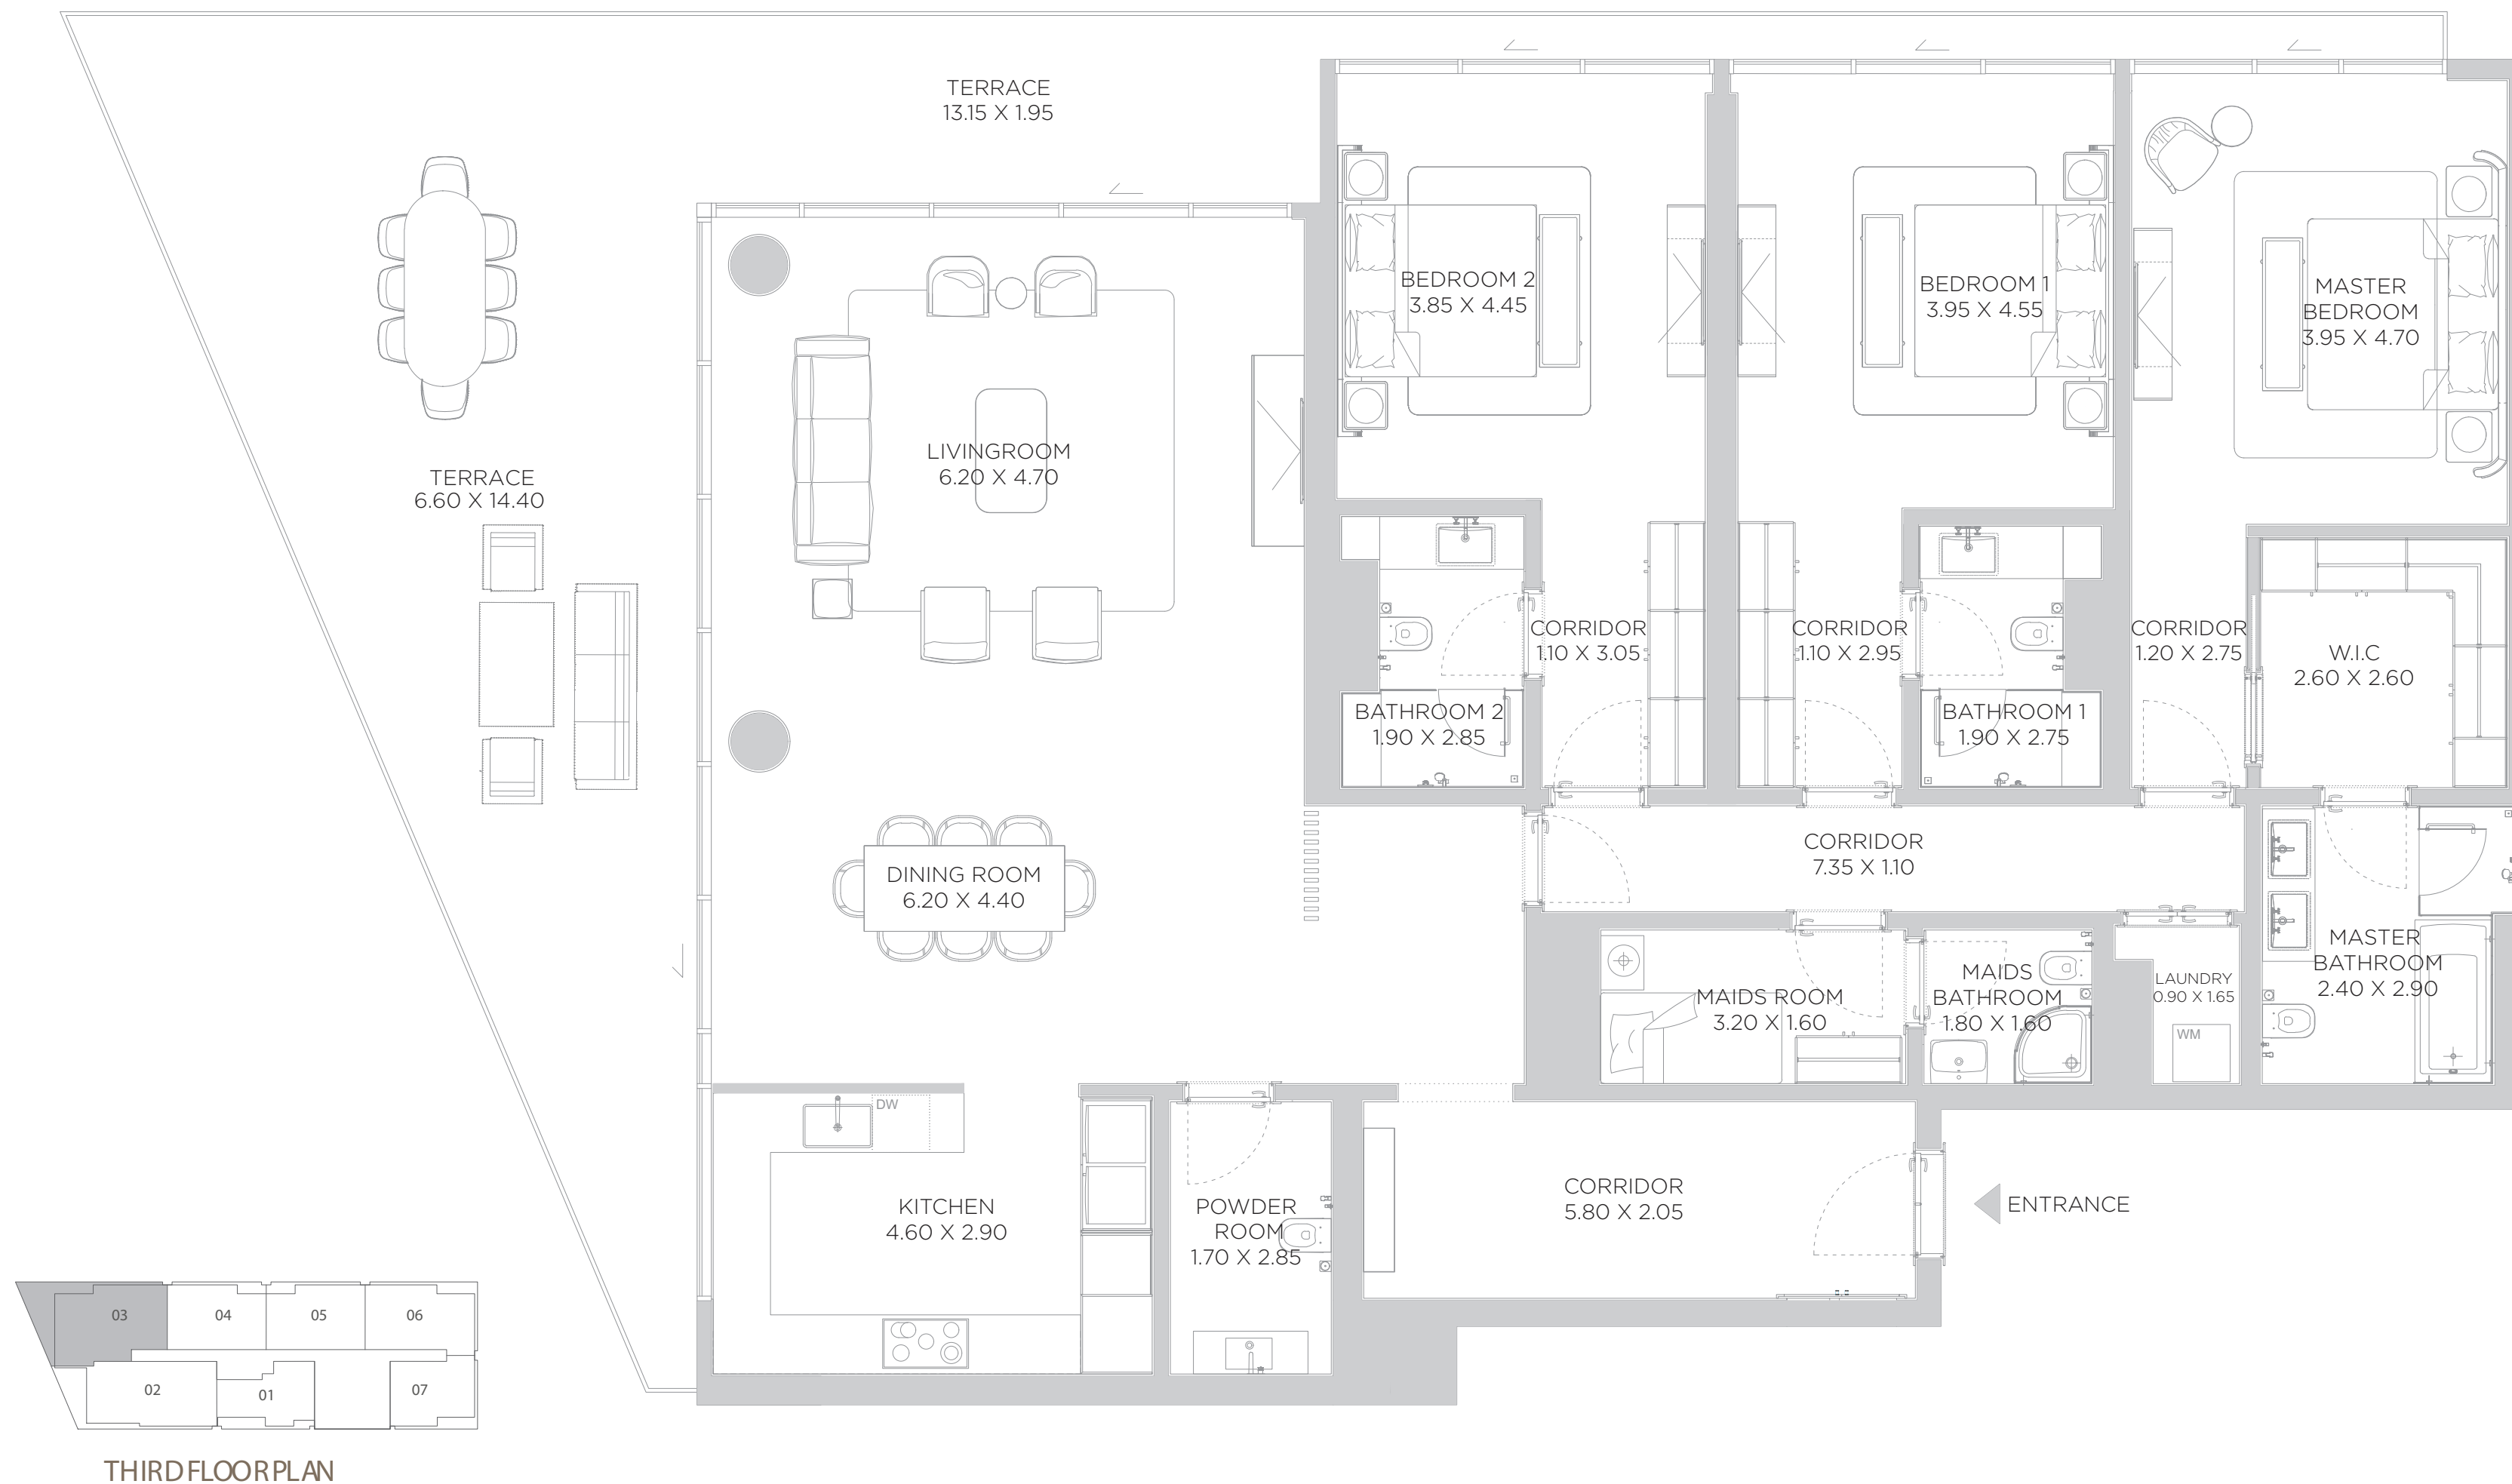 TERRACE
13.15 X 1.95
BEDROOM 2
3.85 X 4.45
BEDROOM 1
3.95 X 4.55
MASTER
BEDROOM
3.95 X 4.70
LIVINGROOM
6.20 X 4.70
TERRACE
6.60 X 14.40
CORRIDOR
1.10 X 3.05
CORRIDOR
1.10 X 2.95
CORRIDOR
1.20 X 2.75
W.I.C
2.60 X 2.60
BATHROOM 2
1.90 X 2.85
BATHROOM 1
1.90 X 2.75
CORRIDOR
7.35 X 1.10
DINING ROOM
6.20 X 4.40
MAIDS ROOM
3.20 X 1.60
MAIDS
BATHROOM
1.80 X 1.60
LAUNDRY
0.90 X 1.65
WM
MASTER
BATHROOM
2.40 X 2.90
DW
KITCHEN
4.60 X 2.90
POWDER
ROOM
1.70 X 2.85
CORRIDOR
5.80 X 2.05
ENTRANCE
03
04
05
06
02
01
07
THIRD FLOOR PLAN